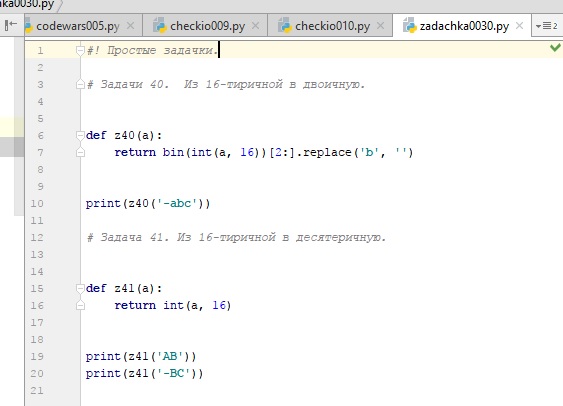 ka0030.py
codewars005.py
checkio009.py
checkio010.py
zadachka0030.py
2
1 #! Простые задачки.
2
3 # Задачи 40.  Из 16-тиричной в двоичную.
4
5
6 def z40(a):
7     return bin(int(a, 16))[2:].replace('b', '')
8
9
10 print(z40('-abc'))
11
12 # Задача 41. Из 16-тиричной в десятеричную.
13
14
15 def z41(a):
16     return int(a, 16)
17
18
19 print(z41('AB'))
20 print(z41('-BC'))
21